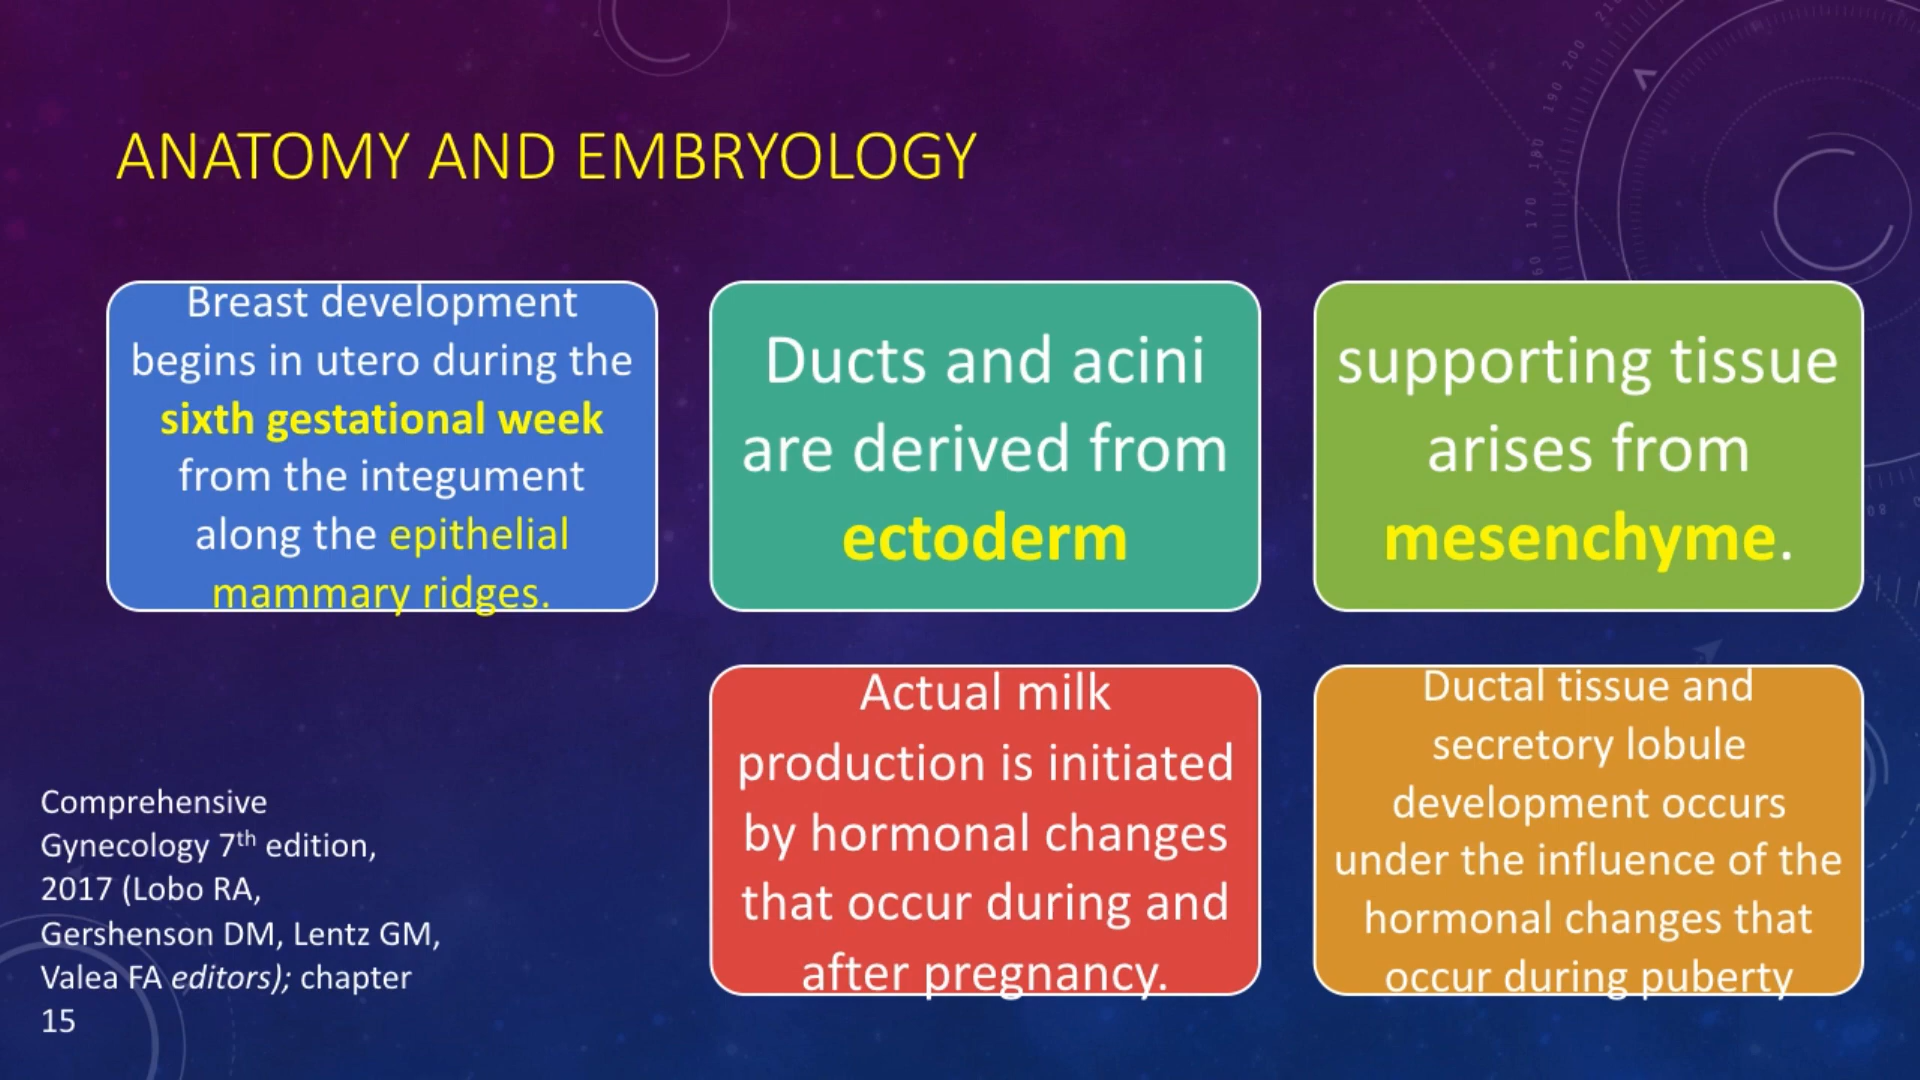 ANATOMY AND EMBRYOLOGY
Breast development
begins in utero during the
sixth gestational week
from the integument
along the epithelial
mammary ridges.
Ducts and acini
are derived from
ectoderm
supporting tissue
arises from
mesenchyme.
Actual milk
production is initiated
by hormonal changes
that occur during and
after pregnancy.
Ductal tissue and
secretory lobule
development occurs
under the influence of the
hormonal changes that
occur during puberty
Comprehensive
Gynecology 7th edition,
2017 (Lobo RA,
Gershenson DM, Lentz GM,
Valea FA editors); chapter
15
190
200
180
170